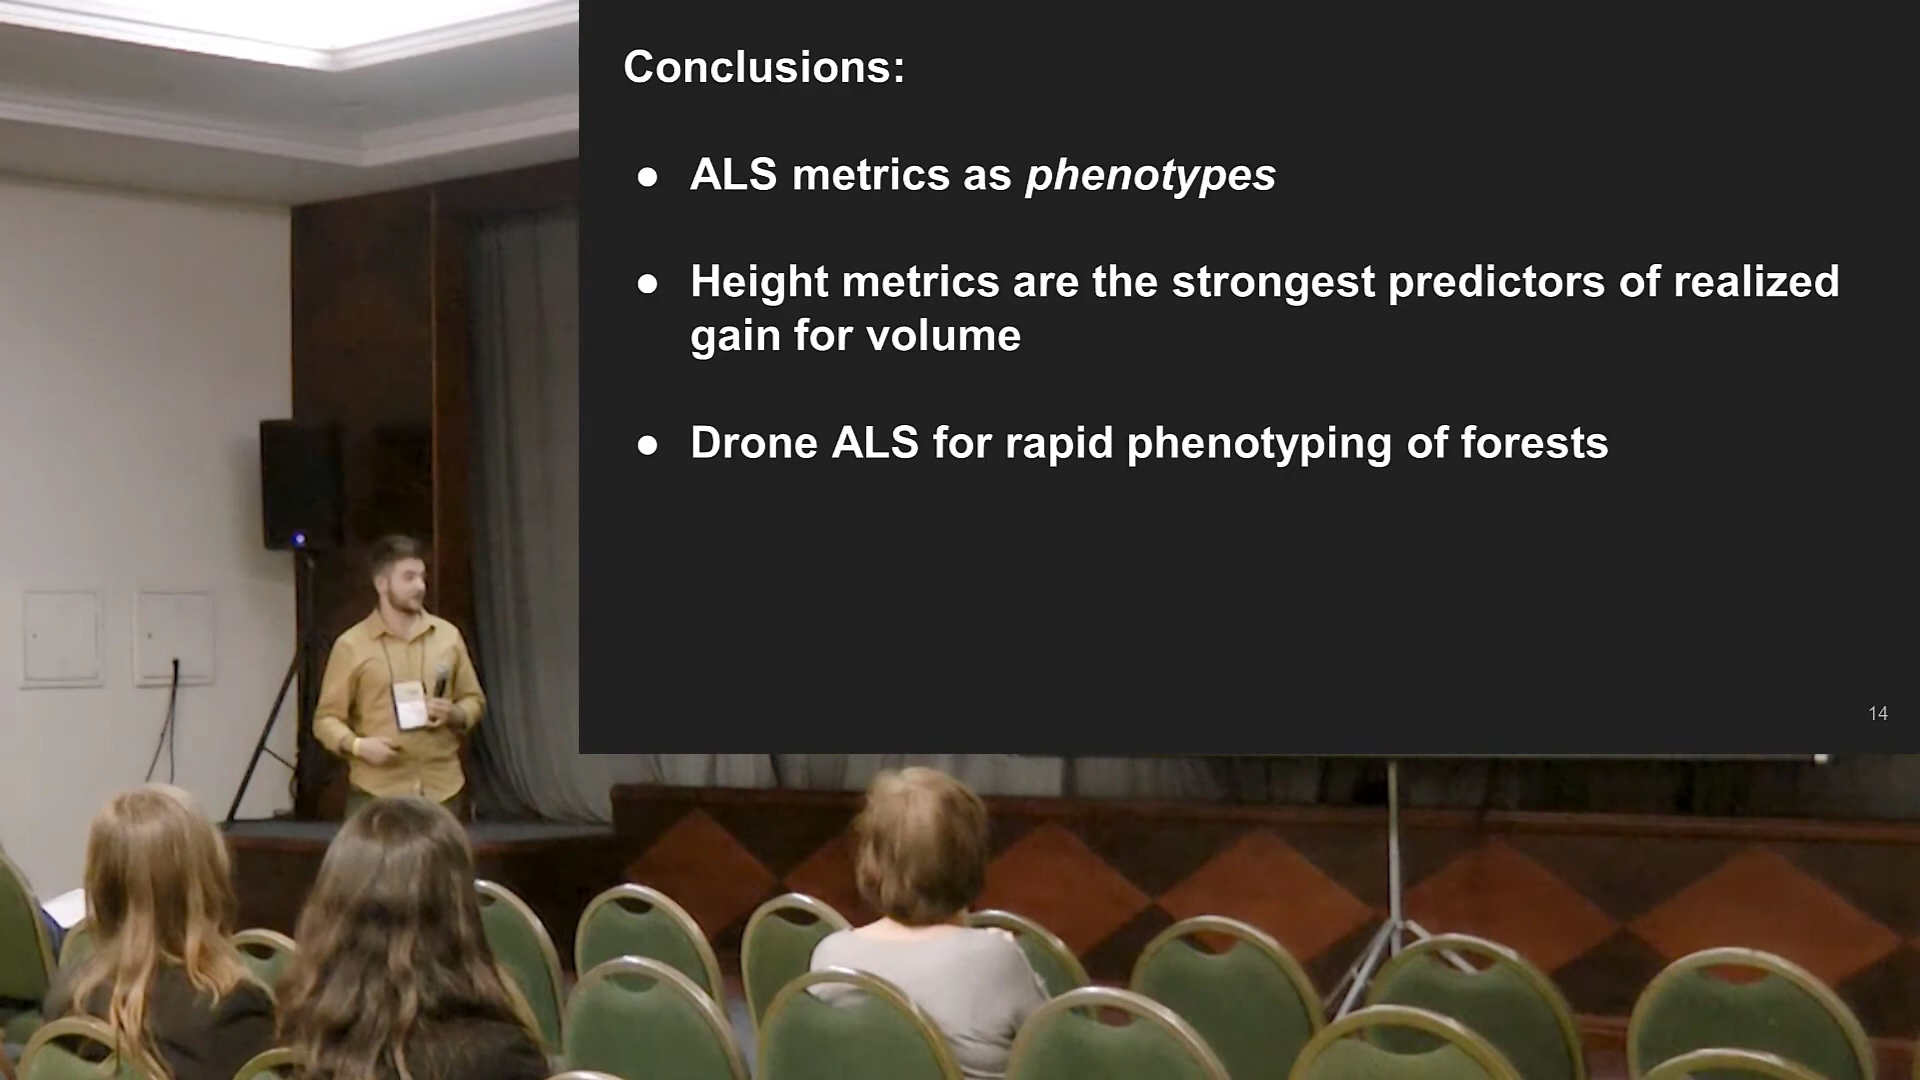 Conclusions:
● ALS metrics as phenotypes
● Height metrics are the strongest predictors of realized
gain for volume
● Drone ALS for rapid phenotyping of forests
14